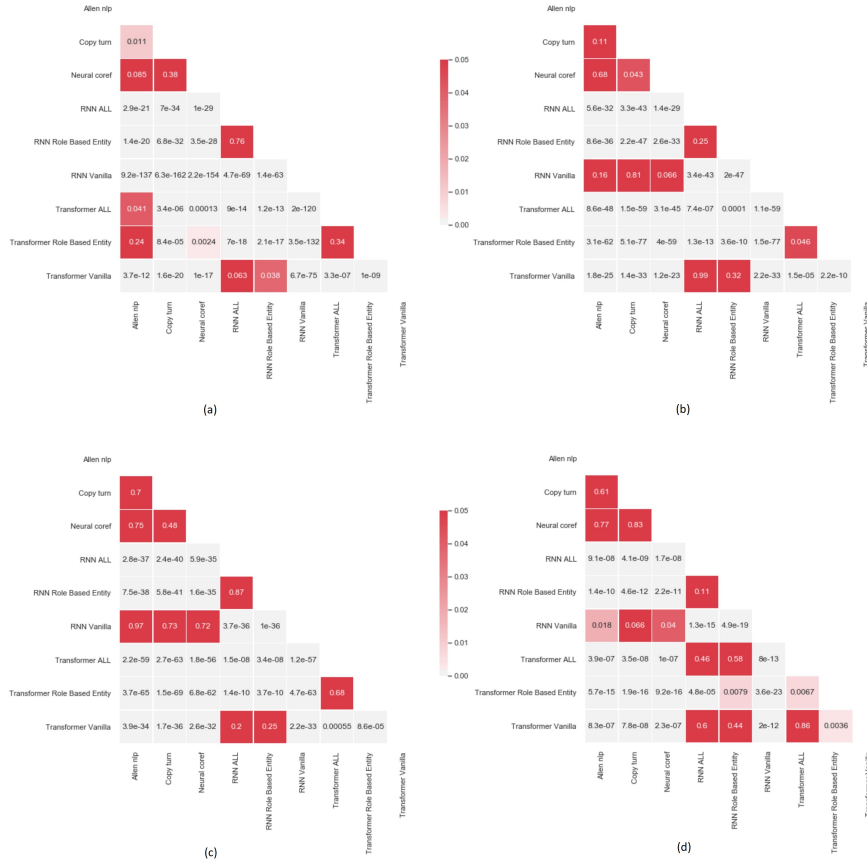 Allen nlp
Copy turn 0.011
Neural coref 0.085 0.38
RNN ALL 2.9e-21 7e-34 1e-29
RNN Role Based Entity 1.4e-20 6.8e-32 3.5e-28 0.76
RNN Vanilla 9.2e-137 6.3e-162 2.2e-154 4.7e-69 1.4e-63
Transformer ALL 0.041 3.4e-06 0.00013 9e-14 1.2e-13 2e-120
Transformer Role Based Entity 0.24 8.4e-05 0.0024 7e-18 2.1e-17 3.5e-132 0.34
Transformer Vanilla 3.7e-12 1.6e-20 1e-17 0.063 0.038 6.7e-75 3.3e-07 1e-09
Allen nlp
Copy turn
Neural coref
RNN ALL
RNN Role Based Entity
RNN Vanilla
Transformer ALL
Transformer Role Based Entity
Transformer Vanilla
0.05
0.04
0.03
0.02
0.01
0.00
(a)
Allen nlp
Copy turn 0.11
Neural coref 0.68 0.043
RNN ALL 5.6e-32 3.3e-43 1.4e-29
RNN Role Based Entity 8.6e-36 2.2e-47 2.6e-33 0.25
RNN Vanilla 0.16 0.81 0.066 3.4e-43 2e-47
Transformer ALL 8.6e-48 1.5e-59 3.1e-45 7.4e-07 0.0001 1.1e-59
Transformer Role Based Entity 3.1e-62 5.1e-77 4e-59 1.3e-13 3.6e-10 1.5e-77 0.046
Transformer Vanilla 1.8e-25 1.4e-33 1.2e-23 0.99 0.32 2.2e-33 1.5e-05 2.2e-10
Allen nlp
Copy turn
Neural coref
RNN ALL
RNN Role Based Entity
RNN Vanilla
Transformer ALL
Transformer Role Based Entity
(b)
Allen nlp
Copy turn 0.7
Neural coref 0.75 0.48
RNN ALL 2.8e-37 2.4e-40 5.9e-35
RNN Role Based Entity 7.5e-38 5.8e-41 1.6e-35 0.87
RNN Vanilla 0.97 0.73 0.72 3.7e-36 1e-36
Transformer ALL 2.2e-59 2.7e-63 1.8e-56 1.5e-08 3.4e-08 1.2e-57
Transformer Role Based Entity 3.7e-65 1.5e-69 6.8e-62 1.4e-10 3.7e-10 4.7e-63 0.68
Transformer Vanilla 3.9e-34 1.7e-36 2.6e-32 0.2 0.25 2.2e-33 0.00055 8.6e-05
Allen nlp
Copy turn
Neural coref
RNN ALL
RNN Role Based Entity
RNN Vanilla
Transformer ALL
Transformer Role Based Entity
Transformer Vanilla
0.05
0.04
0.03
0.02
0.01
0.00
(c)
Allen nlp
Copy turn 0.61
Neural coref 0.77 0.83
RNN ALL 9.1e-08 4.1e-09 1.7e-08
RNN Role Based Entity 1.4e-10 4.6e-12 2.2e-11 0.11
RNN Vanilla 0.018 0.066 0.04 1.3e-15 4.9e-19
Transformer ALL 3.9e-07 3.5e-08 1e-07 0.46 0.58 8e-13
Transformer Role Based Entity 5.7e-15 1.9e-16 9.2e-16 4.8e-05 0.0079 3.6e-23 0.0067
Transformer Vanilla 8.3e-07 7.8e-08 2.3e-07 0.6 0.44 2e-12 0.86 0.0036
Allen nlp
Copy turn
Neural coref
RNN ALL
RNN Role Based Entity
RNN Vanilla
Transformer ALL
Transformer Role Based Entity
(d)